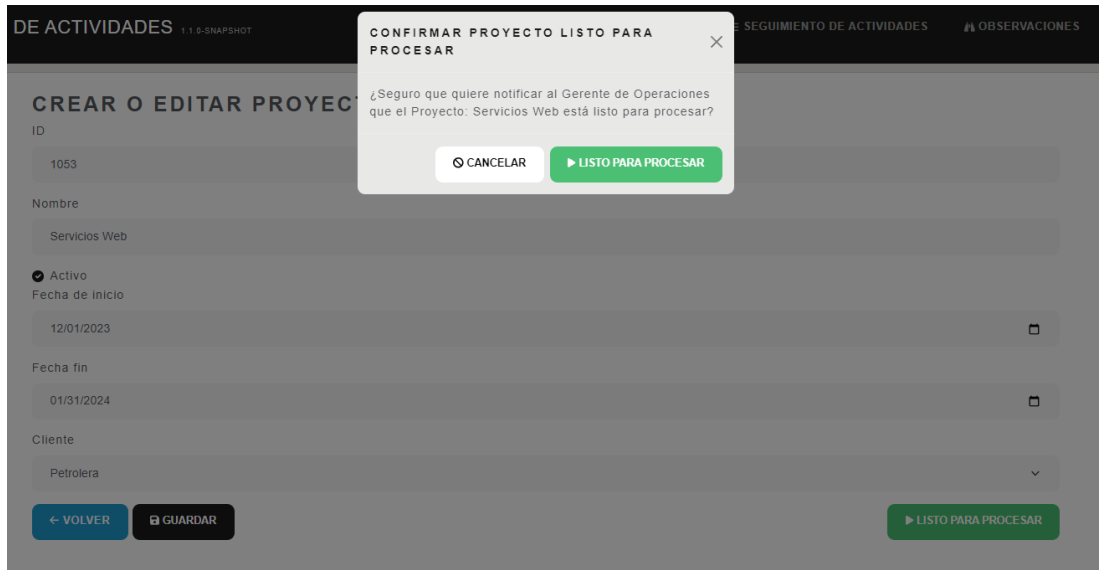 DE ACTIVIDADES 1.1.0-SNAPSHOT
SEGUIMIENTO DE ACTIVIDADES
OBSERVACIONES
CONFIRMAR PROYECTO LISTO PARA
PROCESAR
¿Seguro que quiere notificar al Gerente de Operaciones
que el Proyecto: Servicios Web está listo para procesar?
CANCELAR
LISTO PARA PROCESAR
CREAR O EDITAR PROYEC
ID
1053
Nombre
Servicios Web
Activo
Fecha de inicio
12/01/2023
Fecha fin
01/31/2024
Cliente
Petrolera
VOLVER
GUARDAR
LISTO PARA PROCESAR